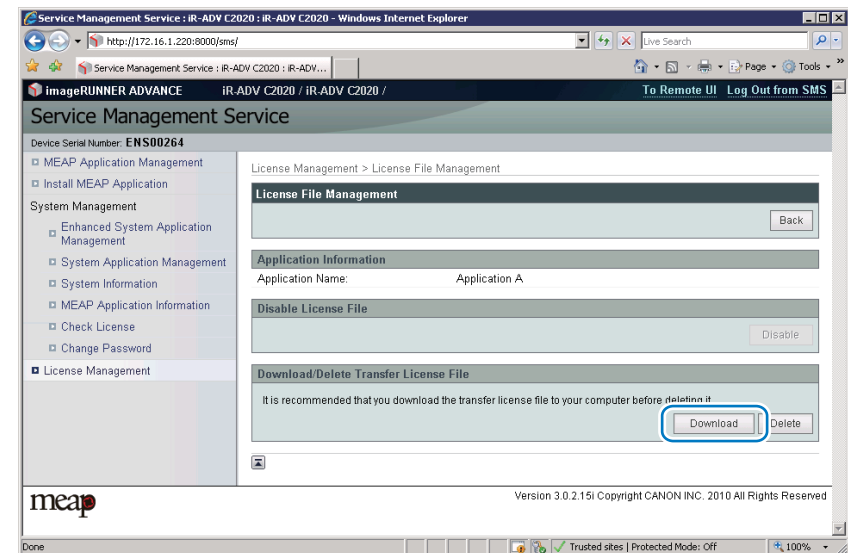 Service Management Service : iR-ADV C2020 : iR-ADV C2020 - Windows Internet Explorer
http://172.16.1.220:8000/sms/
Live Search
Service Management Service : iR-ADV C2020 : iR-ADV...
Page
Tools
imageRUNNER ADVANCE iR-ADV C2020 / iR-ADV C2020 /
To Remote UI Log Out from SMS
Service Management Service
Device Serial Number: ENS00264
MEAP Application Management
Install MEAP Application
System Management
Enhanced System Application
Management
System Application Management
System Information
MEAP Application Information
Check License
Change Password
License Management
License Management > License File Management
License File Management
Back
Application Information
Application Name: Application A
Disable License File
Disable
Download/Delete Transfer License File
It is recommended that you download the transfer license file to your computer before deleting it.
Download Delete
meap
Version 3.0.2.15i Copyright CANON INC. 2010 All Rights Reserved
Done
Trusted sites | Protected Mode: Off
100%